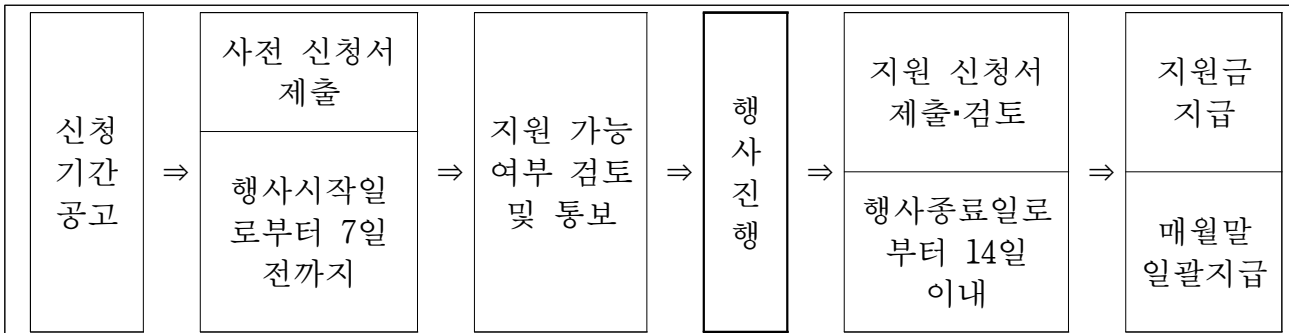 신청
기간
공고
⇒
사전 신청서
제출
행사시작일
로부터 7일
전까지
⇒
지원 가능
여부 검토
및 통보
⇒
행
사
진
행
⇒
지원 신청서
제출·검토
행사종료일로
부터 14일
이내
⇒
지원금
지급
매월말
일괄지급